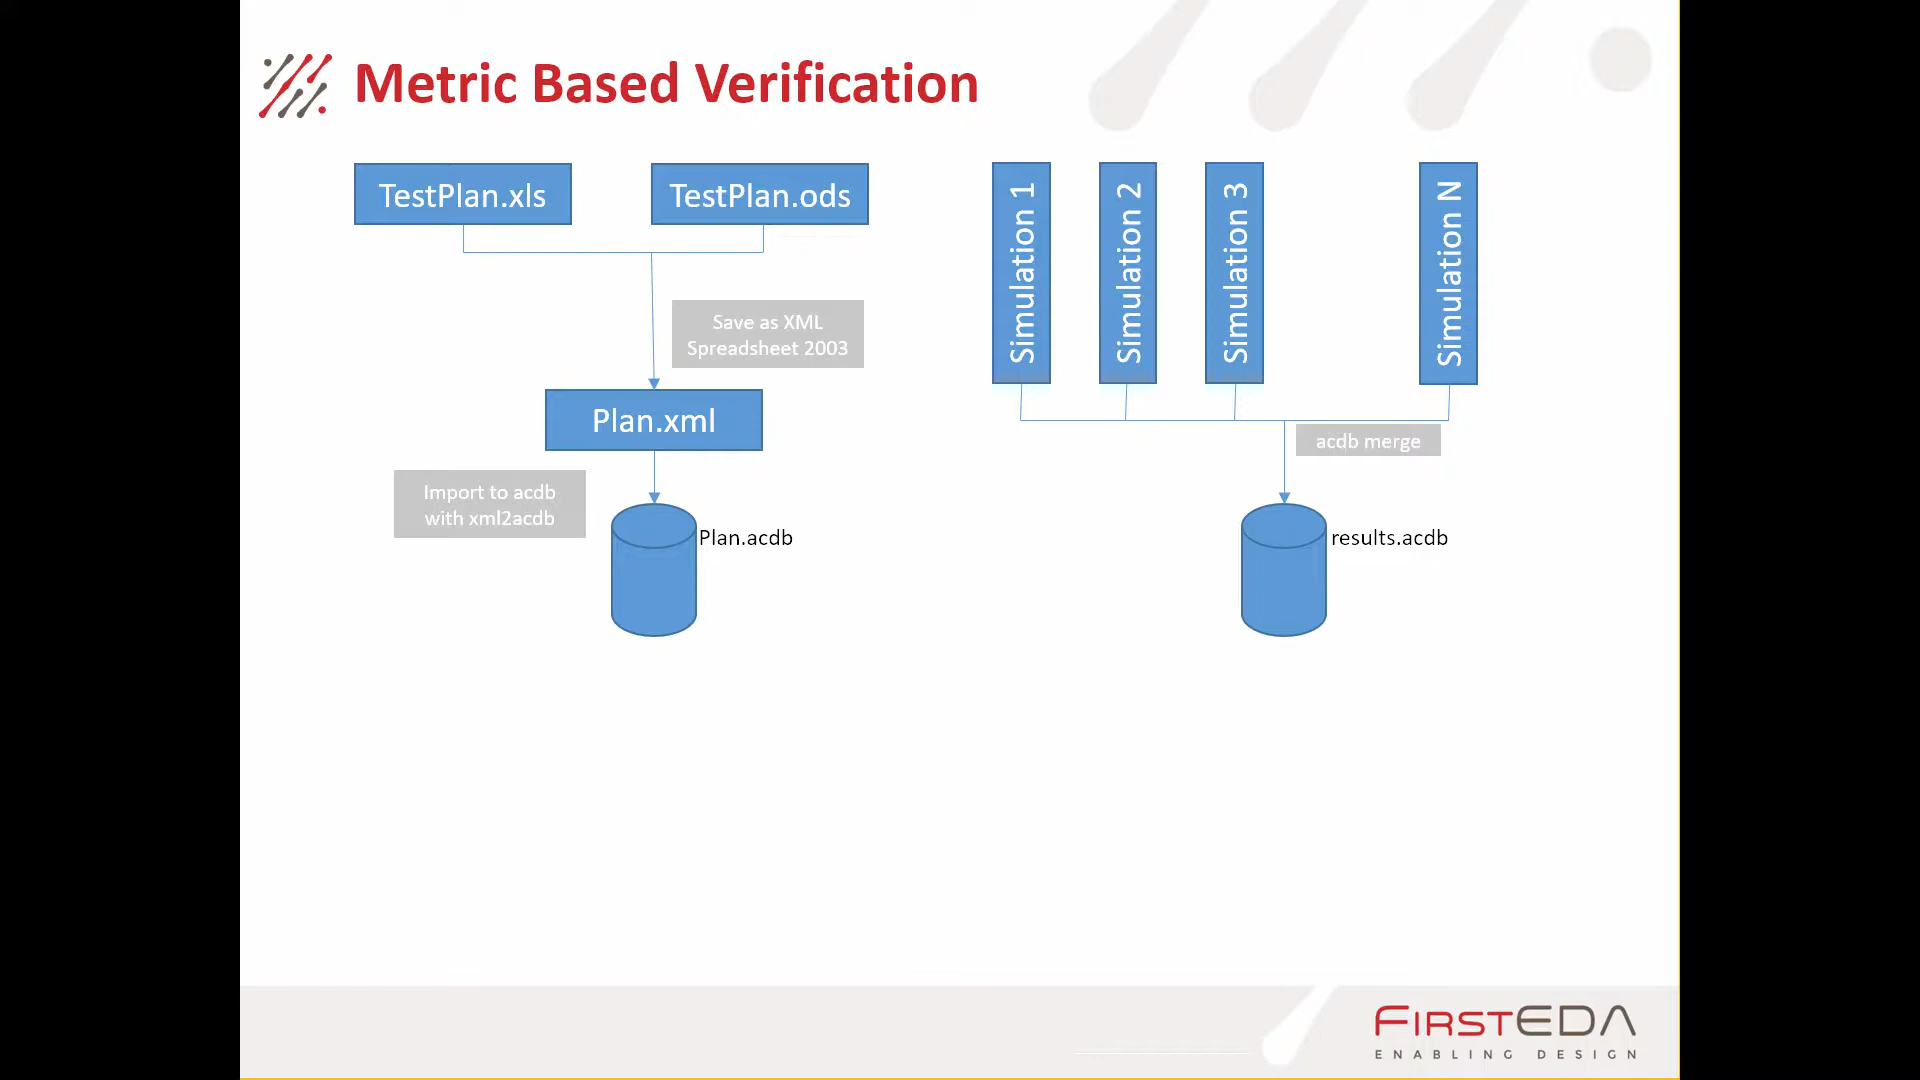 Metric Based Verification
TestPlan.xls
TestPlan.ods
Save as XML
Spreadsheet 2003
Plan.xml
Import to acdb
with xml2acdb
Plan.acdb
Simulation 1
Simulation 2
Simulation 3
Simulation N
acdb merge
results.acdb
FIRSTEDA
ENABLING DESIGN